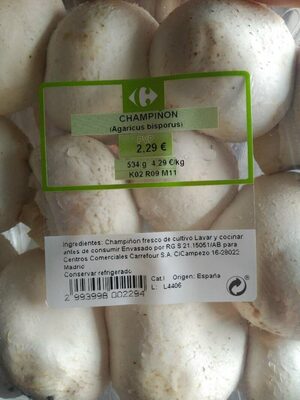 CHAMPIÑON
(Agaricus bisporus)
2.29 €
534 g 4.29 €/kg
K02 R09 M11
Ingredientes: Champiñon fresco de cultivo Lavar y cocinar
antes de consumir Envasado por RG S 21.15051/AB para
Centros Comerciales Carrefour S.A. C/Campezo 16-28022
Madrid
Conservar refrigerado
Cat.I Origen: España
L: L4406
2 993998 002294